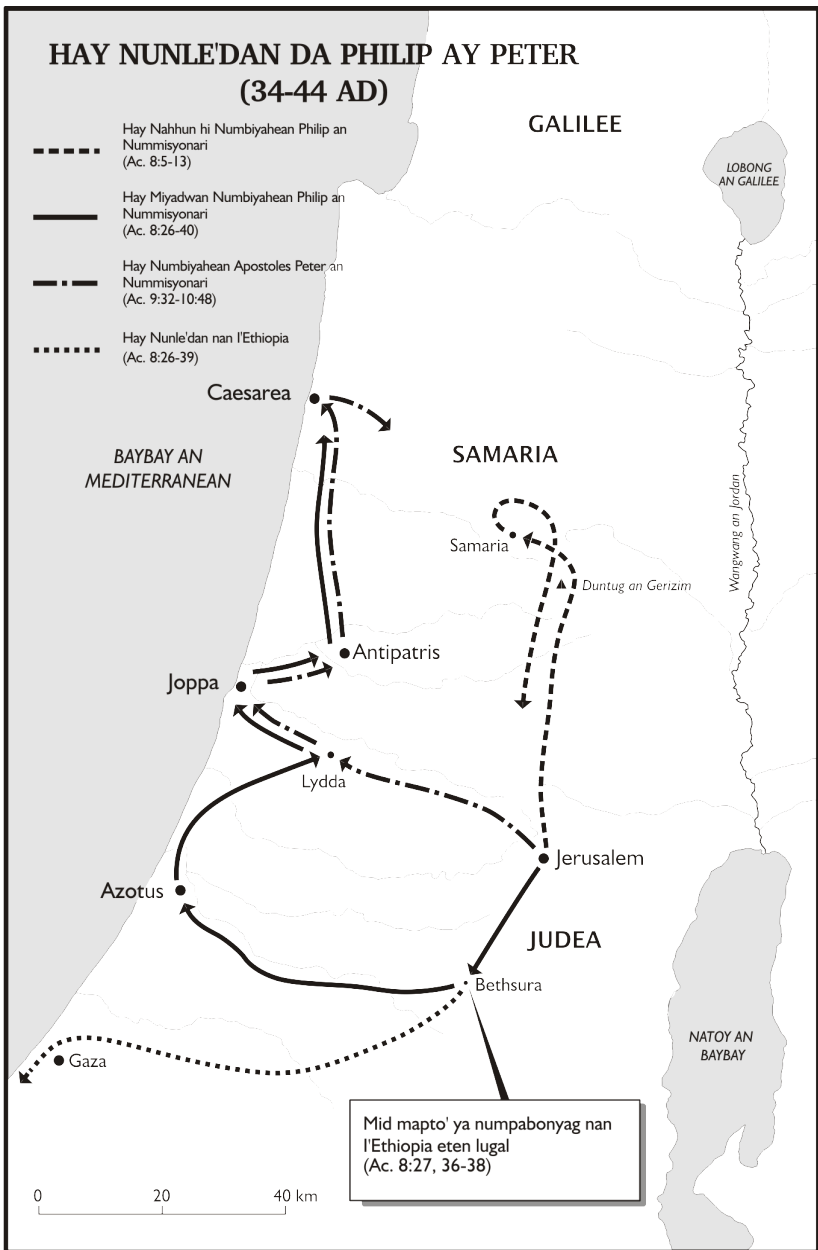 HAY NUNLE'DAN DA PHILIP AY PETER
(34-44 AD)
Hay Nahhun hi Numbiyahean Philip an
Nummisyonari
(Ac. 8:5-13)
Hay Miyadwan Numbiyahean Philip an
Nummisyonari
(Ac. 8:26-40)
Hay Numbiyahean Apostoles Peter an
Nummisyonari
(Ac. 9:32-10:48)
Hay Nunle'dan nan I'Ethiopia
(Ac. 8:26-39)
GALILEE
LOBONG
AN GALILEE
Caesarea
BAYBAY AN
MEDITERRANEAN
SAMARIA
Samaria
Duntug an Gerizim
Wangwang an Jordan
Antipatris
Joppa
Lydda
Jerusalem
Azotus
JUDEA
Bethsura
Gaza
NATOY AN
BAYBAY
Mid mapto' ya numpabonyag nan
I'Ethiopia eten lugal
(Ac. 8:27, 36-38)
0 20 40 km